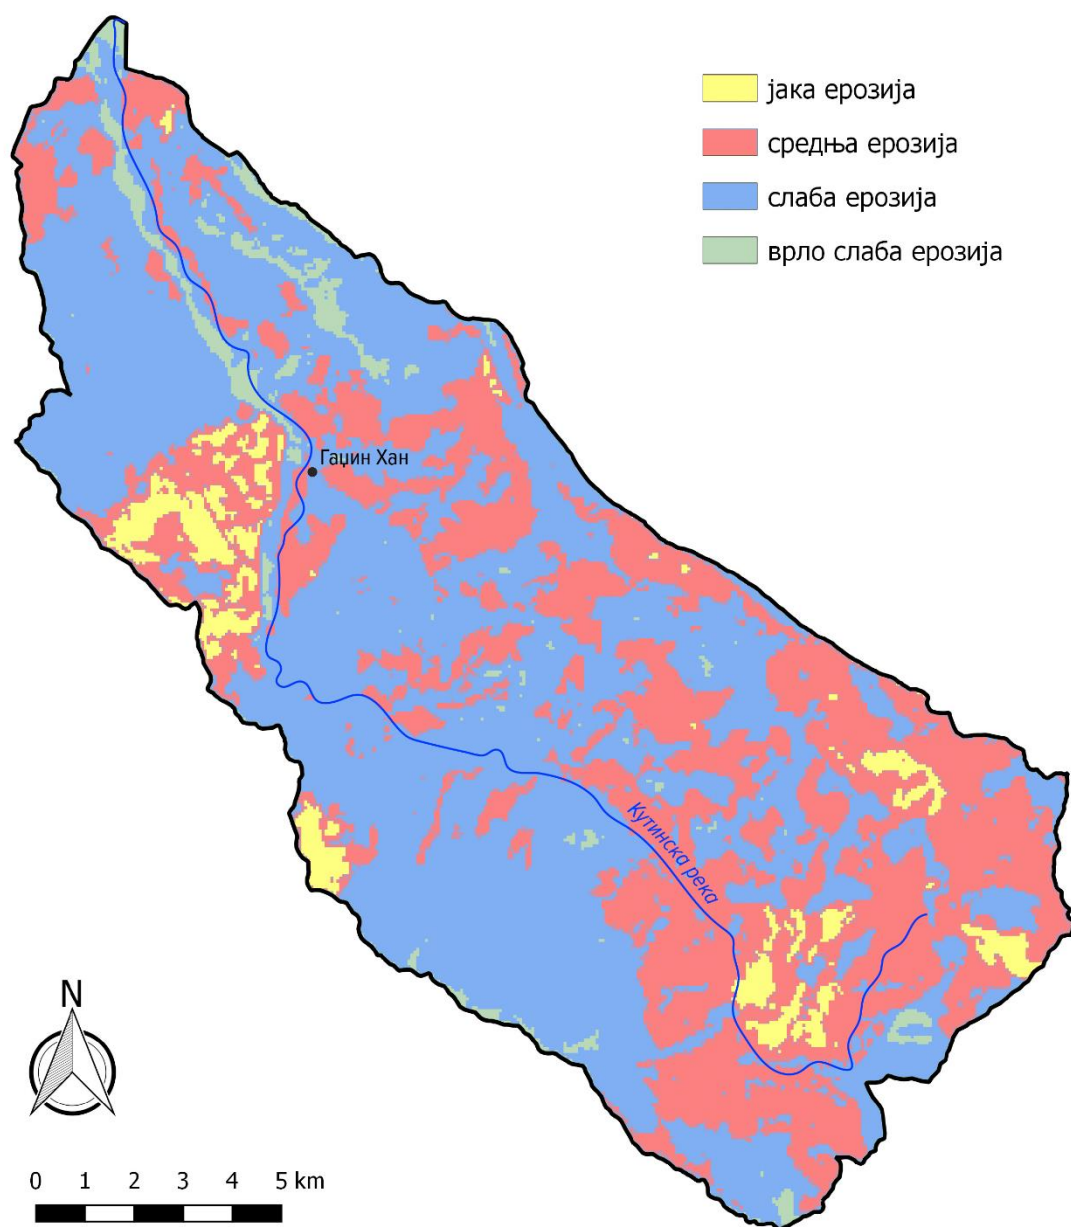 јака ерозија
средња ерозија
слаба ерозија
врло слаба ерозија
Гаџин Хан
Кутинска река
N
0 1 2 3 4 5 km